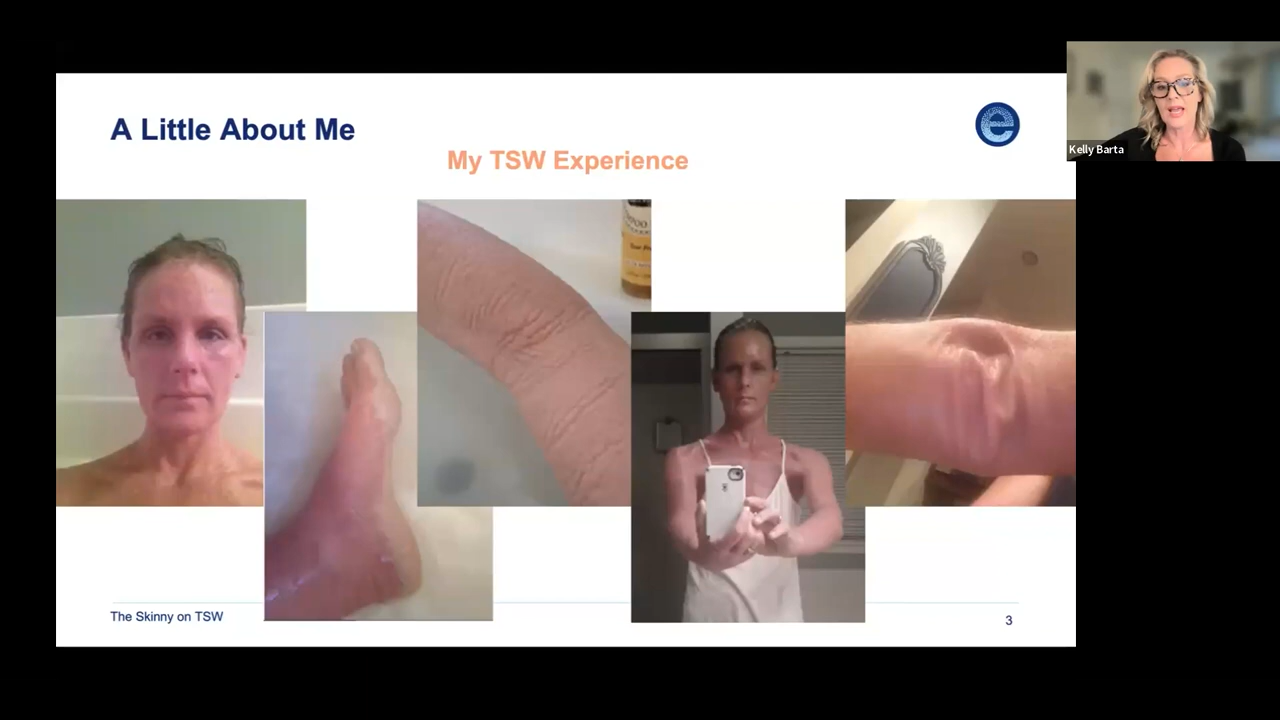 A Little About Me
My TSW Experience
Kelly Barta
The Skinny on TSW
3